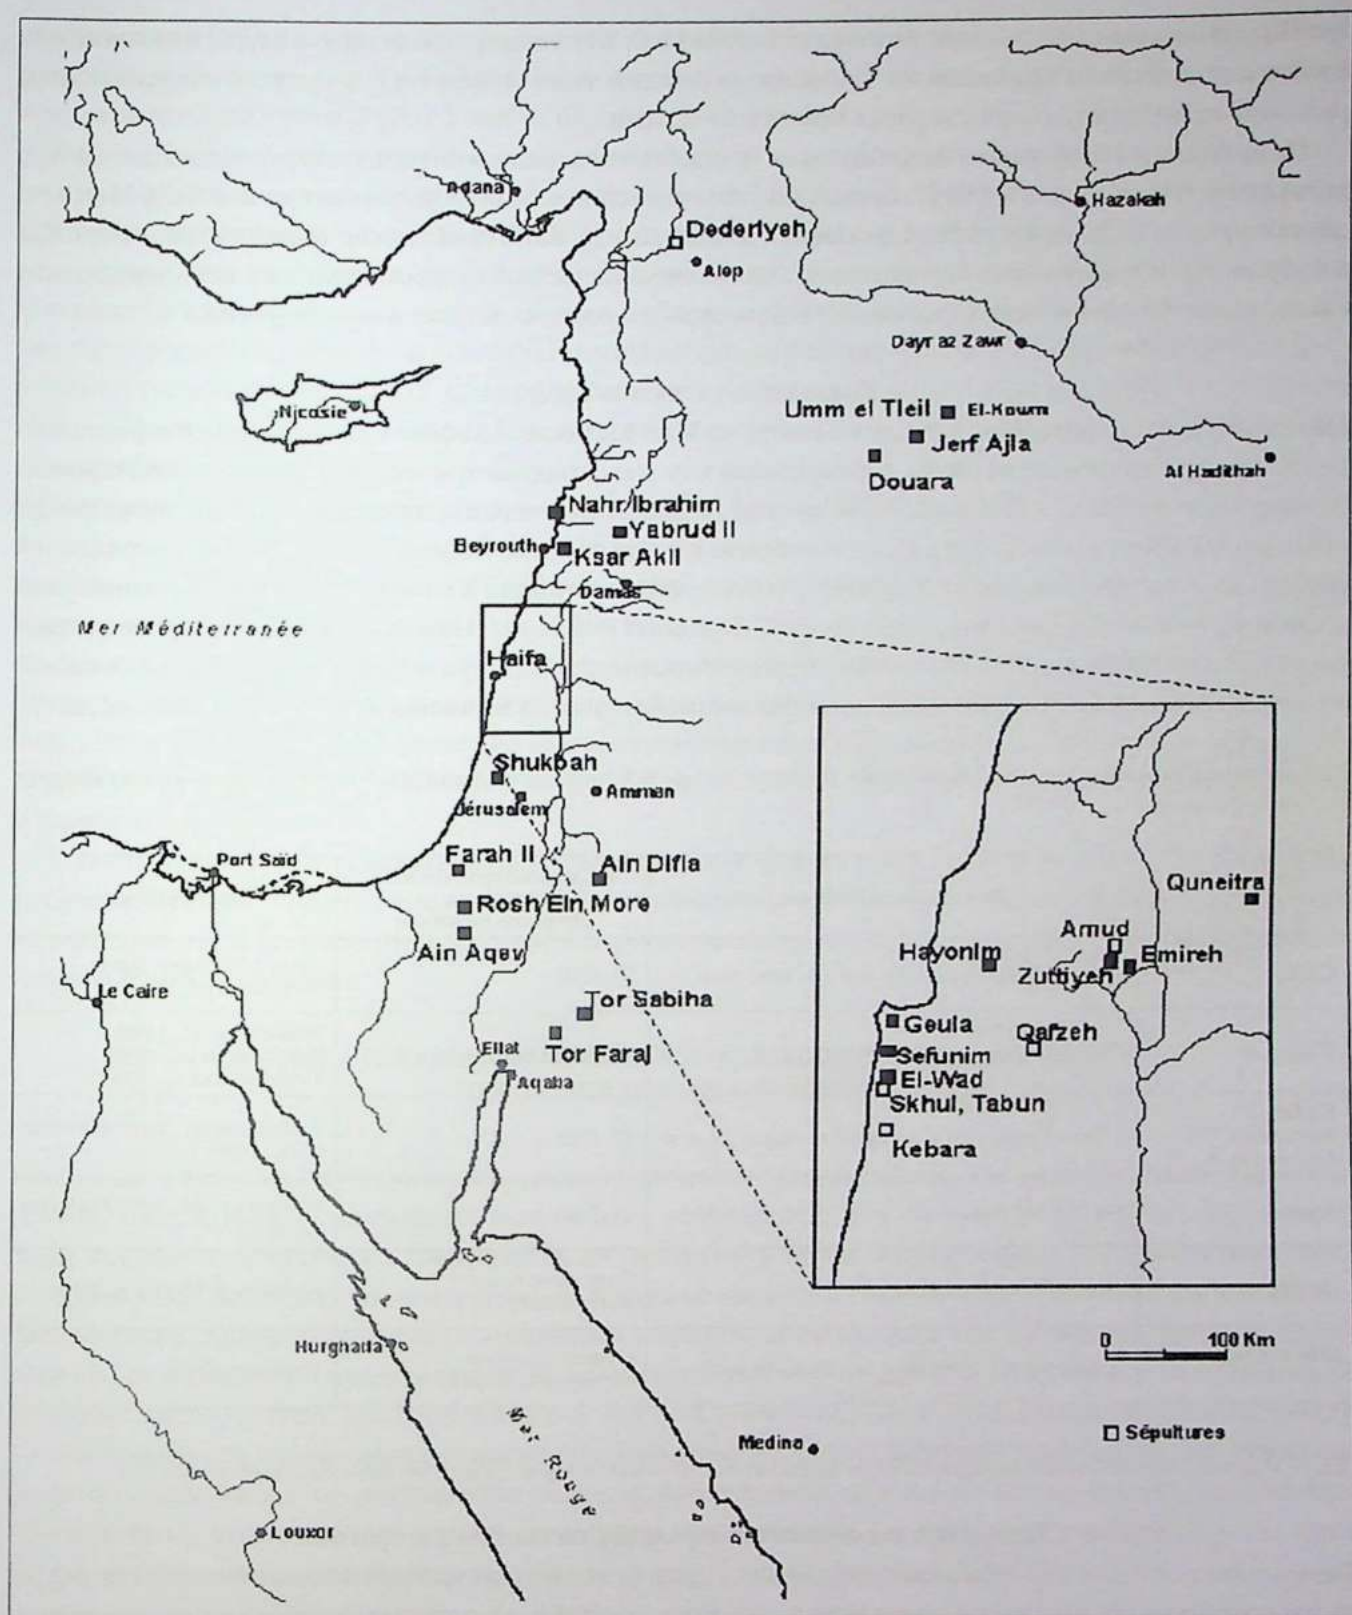 Adana
Hazakah
Dederiyeh
Alep
Dayr az Zawr
Nicosie
Umm el Tleil
El-Kowm
Jerf Ajla
Al Hadithah
Douara
Nahr Ibrahim
Yabrud II
Beyrouth
Ksar Akil
Damas
Mer Méditerranée
Haifa
Shukbah
Amman
Jérusalem
Port Saïd
Farah II
Ain Difla
Quneitra
Rosh Ein More
Amud
Hayonim
Emireh
Ain Aqev
Zuttiyeh
Le Caire
Tor Sabiha
Geula
Qafzeh
Eilat
Tor Faraj
Sefunim
Aqaba
El-Wad
Skhul, Tabun
Kebara
Hurghada
0 100 Km
Mer Rouge
Medina
Sépultures
Louxor